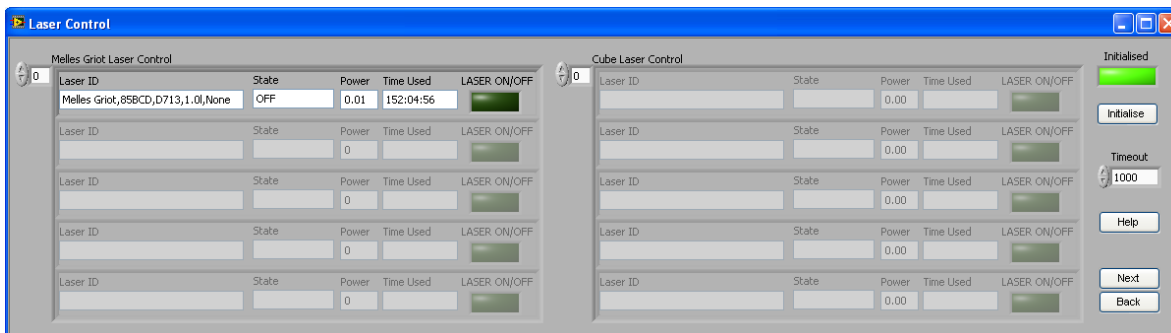 Laser Control
Melles Griot Laser Control
0
Laser ID State Power Time Used LASER ON/OFF
Melles Griot,85BCD,D713,1.0l,None OFF 0.01 152:04:56
Laser ID State Power Time Used LASER ON/OFF
0
Laser ID State Power Time Used LASER ON/OFF
0
Laser ID State Power Time Used LASER ON/OFF
0
Laser ID State Power Time Used LASER ON/OFF
0
Cube Laser Control
0
Laser ID State Power Time Used LASER ON/OFF
0.00
Laser ID State Power Time Used LASER ON/OFF
0.00
Laser ID State Power Time Used LASER ON/OFF
0.00
Laser ID State Power Time Used LASER ON/OFF
0.00
Laser ID State Power Time Used LASER ON/OFF
0.00
Initialised
Initialise
Timeout
1000
Help
Next
Back